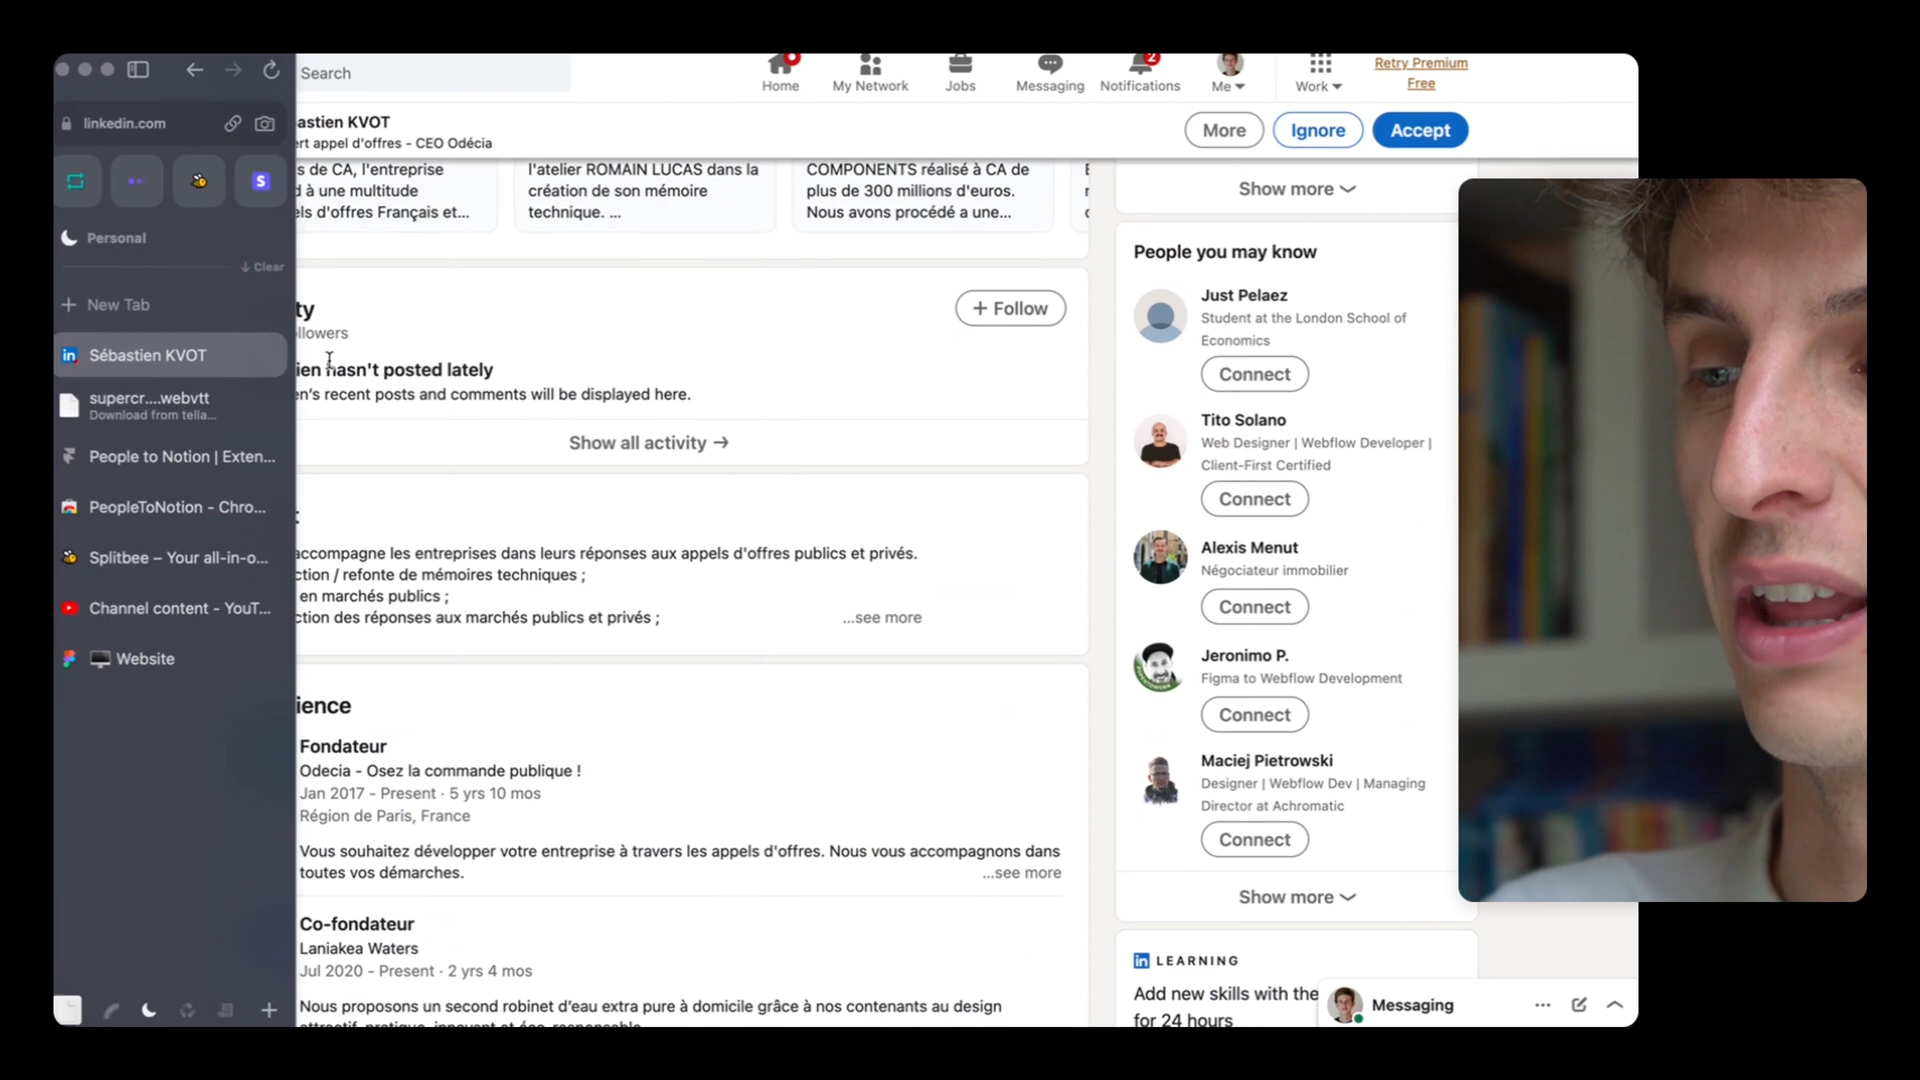 linkedin.com
Personal
Clear
New Tab
Sébastien KVOT
supercr....webvtt
Download from tella...
People to Notion | Exten...
PeopleToNotion - Chro...
Splitbee – Your all-in-o...
Channel content - YouT...
Website
Search
Home
My Network
Jobs
Messaging
2
Notifications
Me
Work
Retry Premium
Free
astien KVOT
rt appel d'offres - CEO Odécia
More
Ignore
Accept
s de CA, l'entreprise
d à une multitude
els d'offres Français et...
l'atelier ROMAIN LUCAS dans la
création de son mémoire
technique. ...
COMPONENTS réalisé à CA de
plus de 300 millions d'euros.
Nous avons procédé a une...
ty
llowers
+ Follow
ien hasn't posted lately
en's recent posts and comments will be displayed here.
Show all activity →
accompagne les entreprises dans leurs réponses aux appels d'offres publics et privés.
ction / refonte de mémoires techniques ;
en marchés publics ;
ction des réponses aux marchés publics et privés ;
...see more
ience
Fondateur
Odecia - Osez la commande publique !
Jan 2017 - Present · 5 yrs 10 mos
Région de Paris, France
Vous souhaitez développer votre entreprise à travers les appels d'offres. Nous vous accompagnons dans
toutes vos démarches.
...see more
Co-fondateur
Laniakea Waters
Jul 2020 - Present · 2 yrs 4 mos
Nous proposons un second robinet d'eau extra pure à domicile grâce à nos contenants au design
Show more
People you may know
Just Pelaez
Student at the London School of
Economics
Connect
Tito Solano
Web Designer | Webflow Developer |
Client-First Certified
Connect
Alexis Menut
Négociateur immobilier
Connect
Jeronimo P.
Figma to Webflow Development
Connect
Maciej Pietrowski
Designer | Webflow Dev | Managing
Director at Achromatic
Connect
Show more
in LEARNING
Add new skills with the
for 24 hours
Messaging